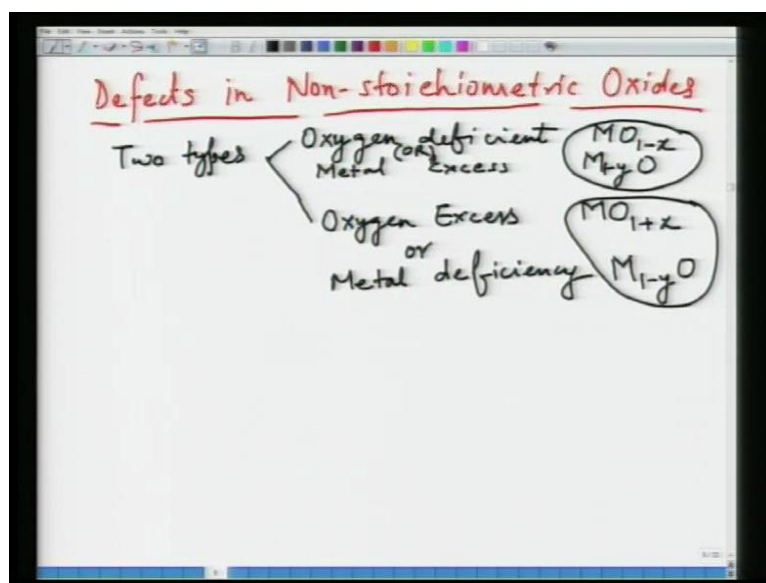 Defects in Non-stoichiometric Oxides
Two types
Oxygen deficient MO1-x
(OR)
Metal Excess M1+yO
Oxygen Excess MO1+x
or
Metal deficiency M1-yO